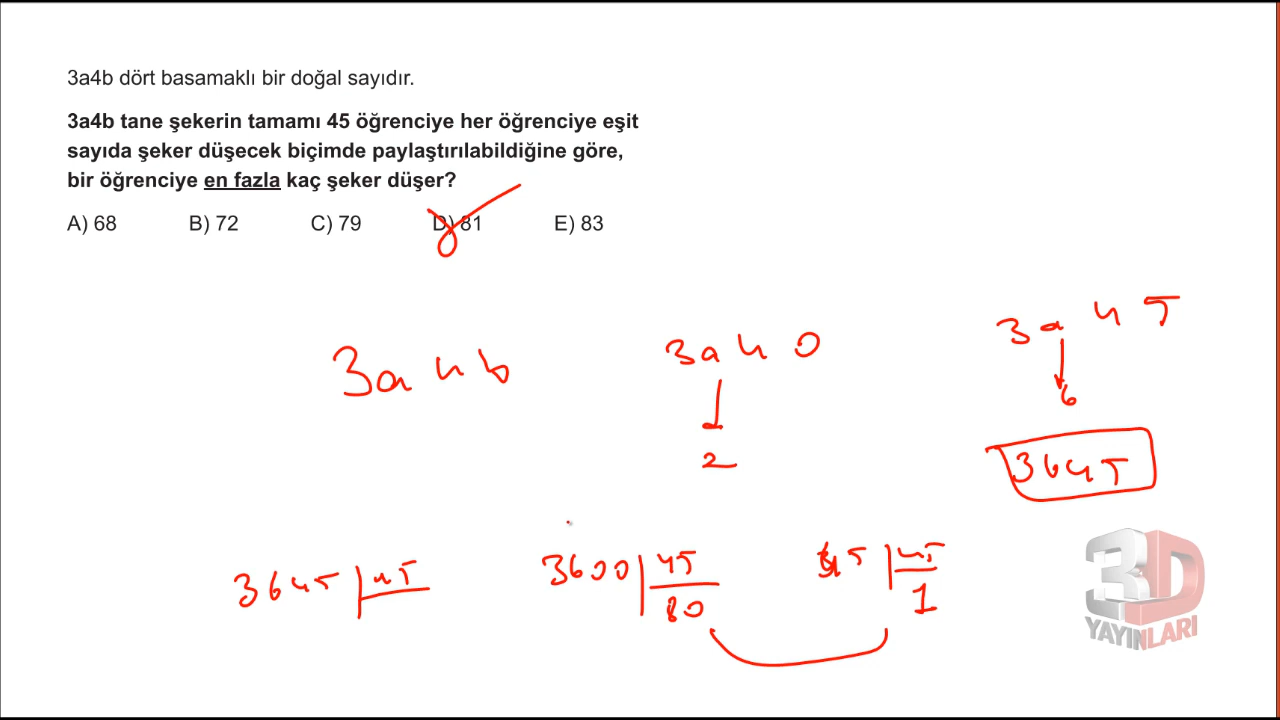 3a4b dört basamaklı bir doğal sayıdır.
3a4b tane şekerin tamamı 45 öğrenciye her öğrenciye eşit
sayıda şeker düşecek biçimde paylaştırılabildiğine göre,
bir öğrenciye en fazla kaç şeker düşer?
A) 68 B) 72 C) 79 D) 81 E) 83
3a4b
3a40
2
3a45
6
3645
3645 45
3600 45
80
45 45
1
3D
YAYINLARI